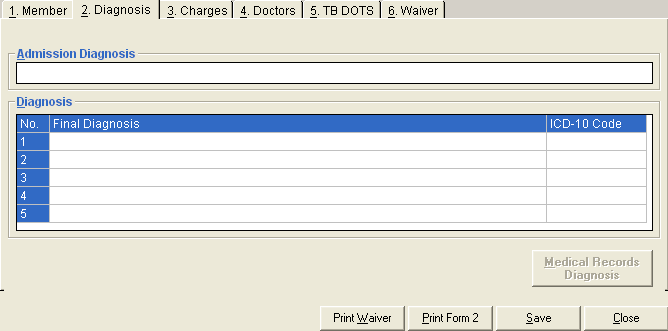 1. Member 2. Diagnosis 3. Charges 4. Doctors 5. TB DOTS 6. Waiver
Admission Diagnosis
Diagnosis
No. Final Diagnosis ICD-10 Code
1
2
3
4
5
Medical Records
Diagnosis
Print Waiver Print Form 2 Save Close